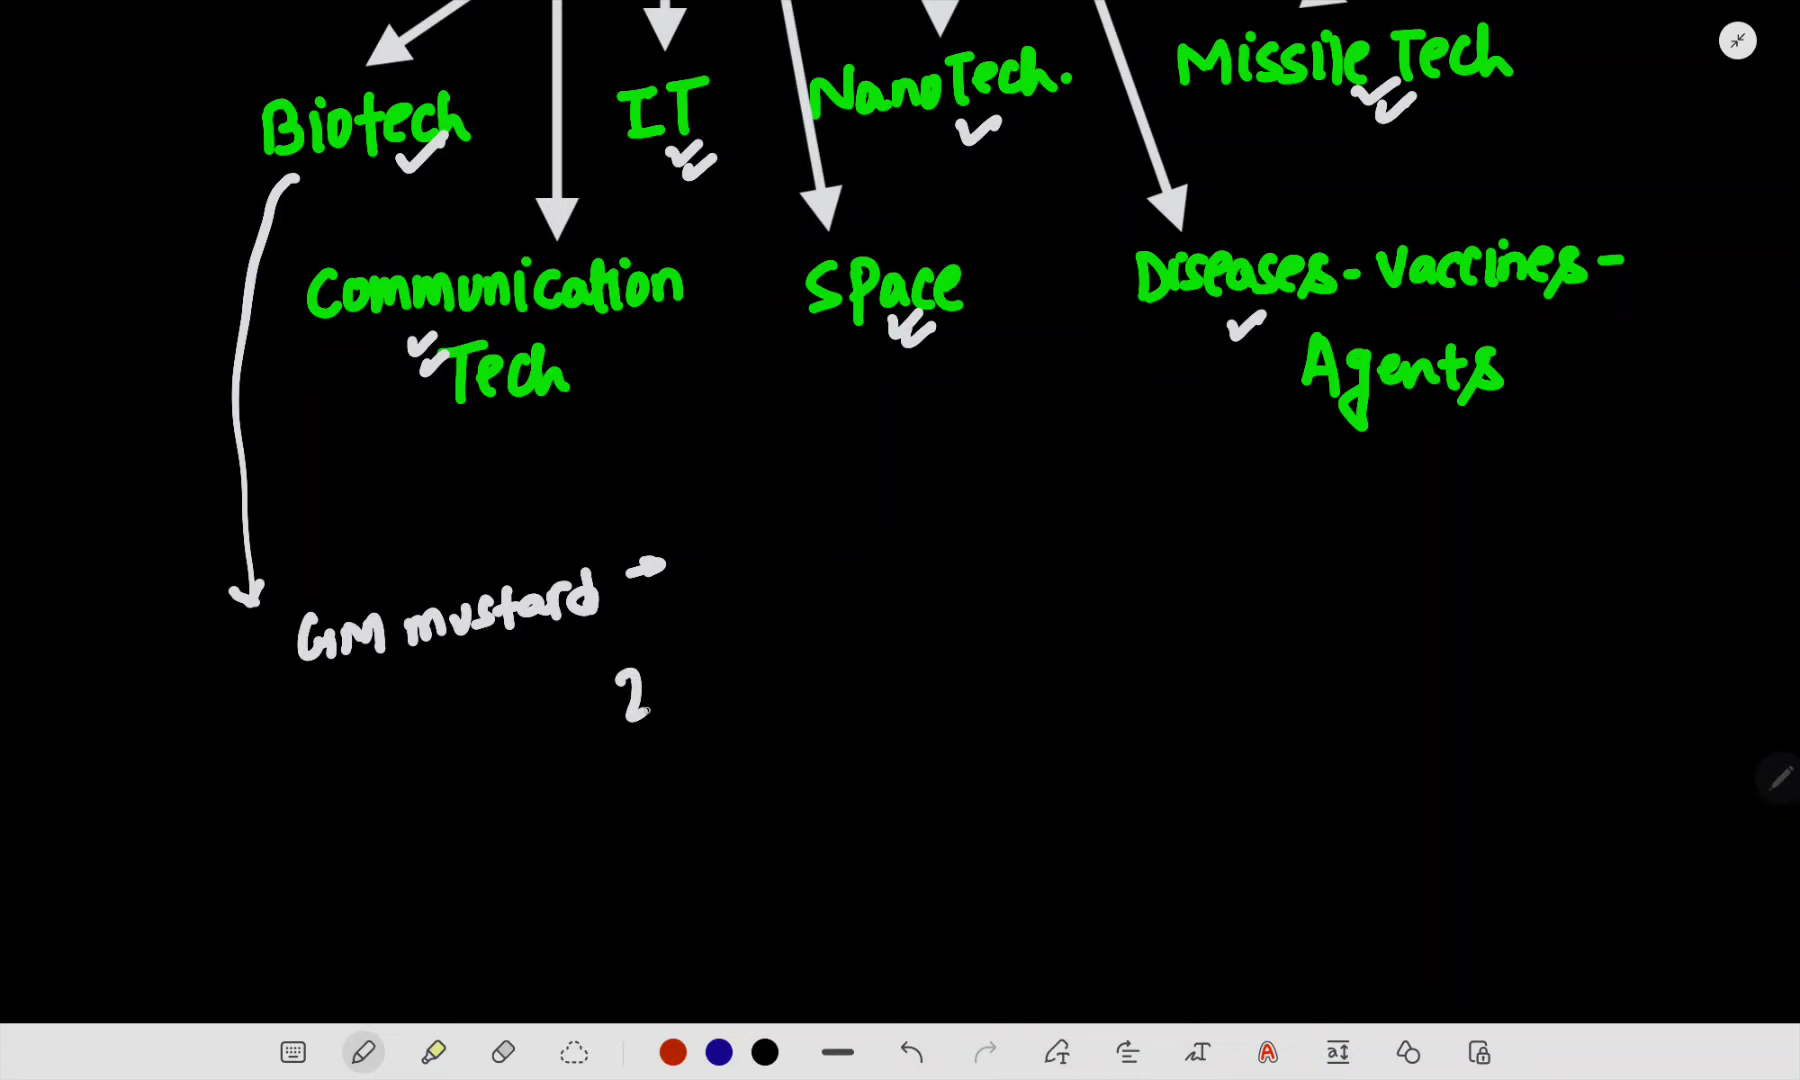 Biotech
IT
NanoTech.
Missile Tech
Communication
Tech
Space
Diseases - Vaccines -
Agents
GM mustard →
2